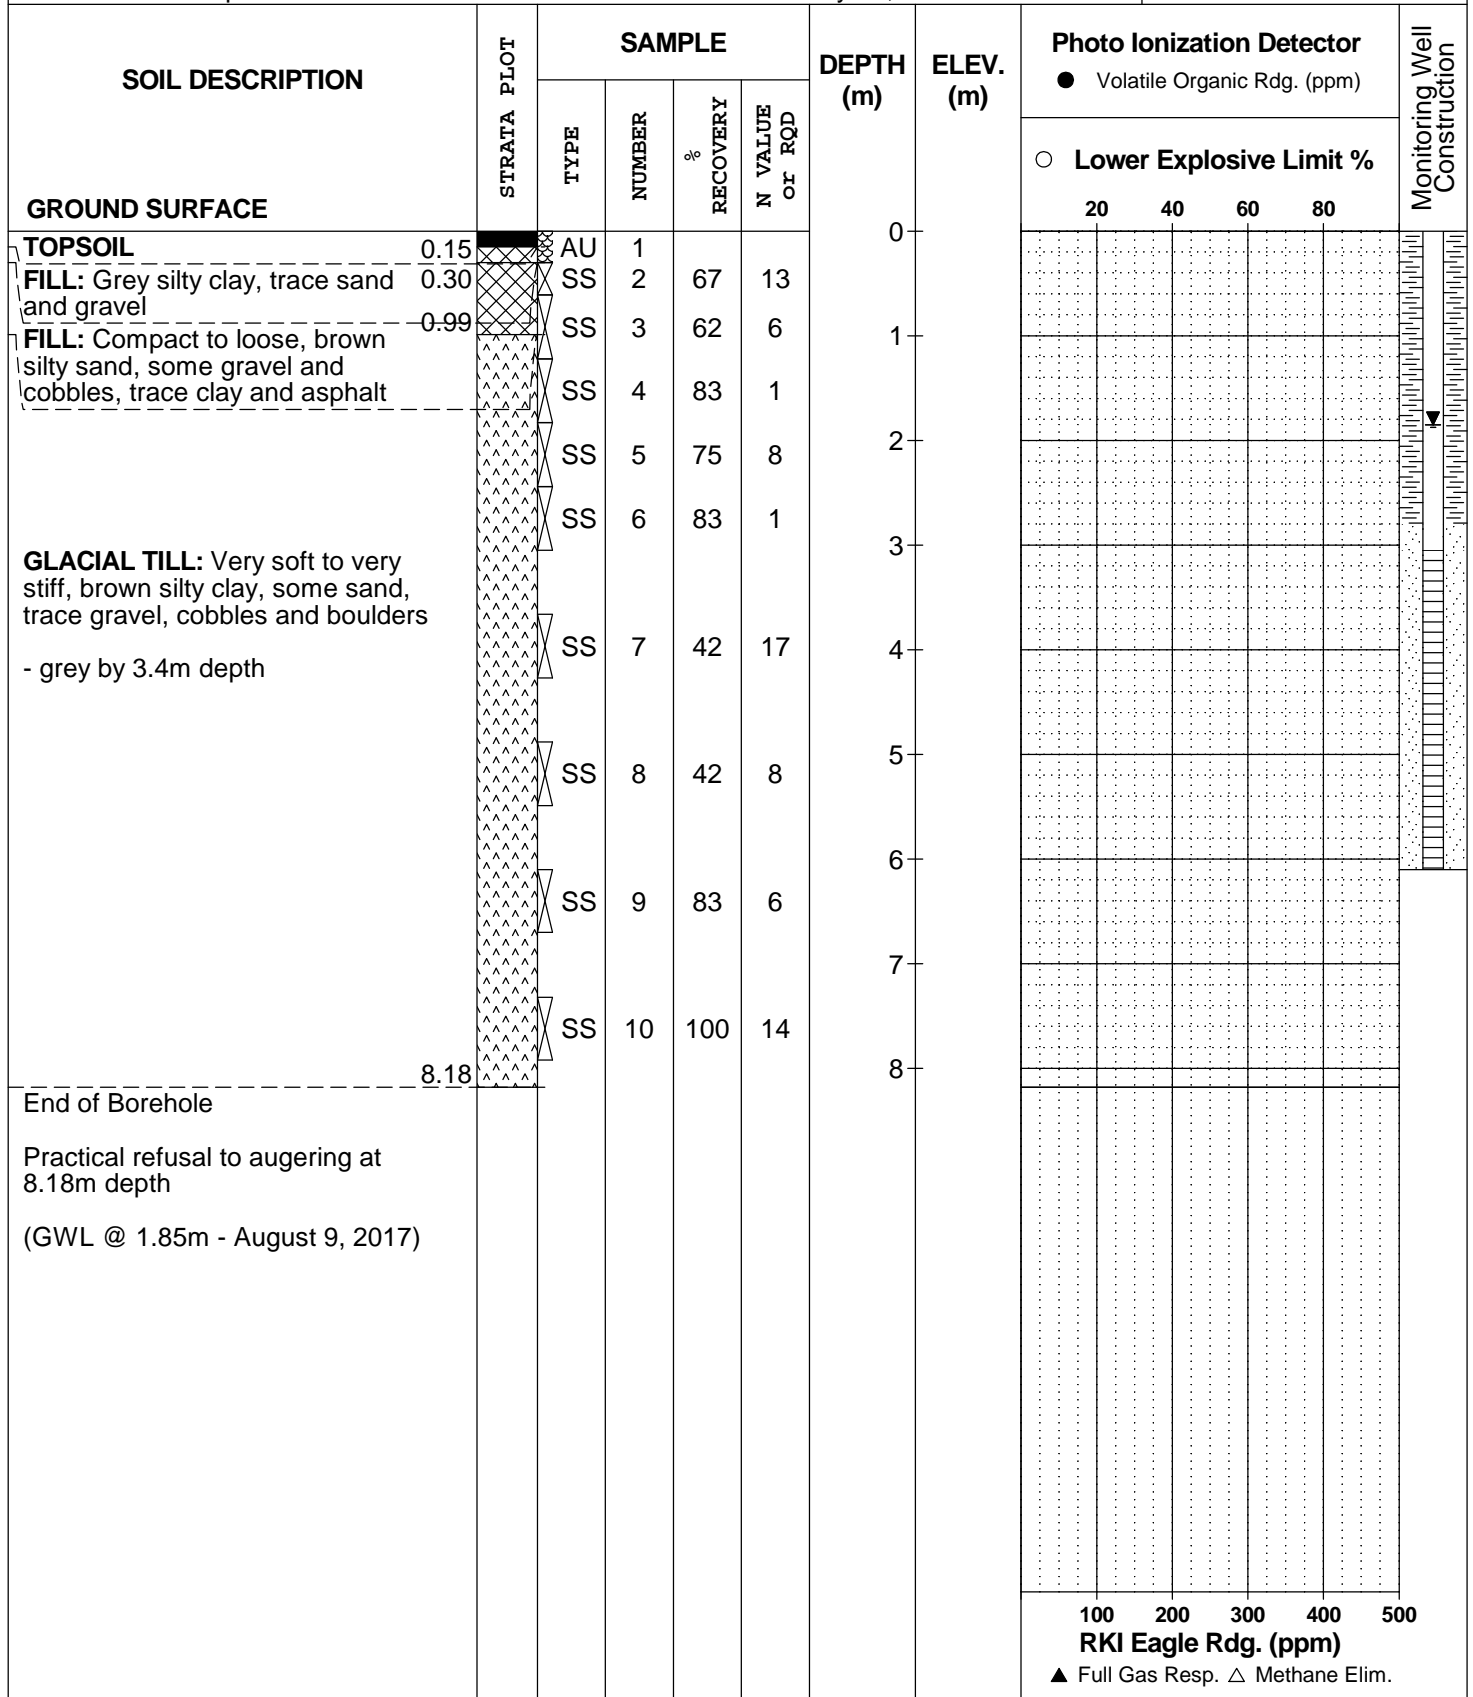 SOIL DESCRIPTION
GROUND SURFACE
STRATA PLOT
SAMPLE
TYPE
NUMBER
%
RECOVERY
N VALUE
or RQD
DEPTH
(m)
ELEV.
(m)
Photo Ionization Detector
● Volatile Organic Rdg. (ppm)
○ Lower Explosive Limit %
20 40 60 80
Monitoring Well
Construction
TOPSOIL 0.15
FILL: Grey silty clay, trace sand 0.30
and gravel
0.99
FILL: Compact to loose, brown
silty sand, some gravel and
cobbles, trace clay and asphalt
GLACIAL TILL: Very soft to very
stiff, brown silty clay, some sand,
trace gravel, cobbles and boulders
- grey by 3.4m depth
8.18
End of Borehole
Practical refusal to augering at
8.18m depth
(GWL @ 1.85m - August 9, 2017)
AU 1
SS 2 67 13
SS 3 62 6
SS 4 83 1
SS 5 75 8
SS 6 83 1
SS 7 42 17
SS 8 42 8
SS 9 83 6
SS 10 100 14
0
1
2
3
4
5
6
7
8
100 200 300 400 500
RKI Eagle Rdg. (ppm)
▲ Full Gas Resp. △ Methane Elim.